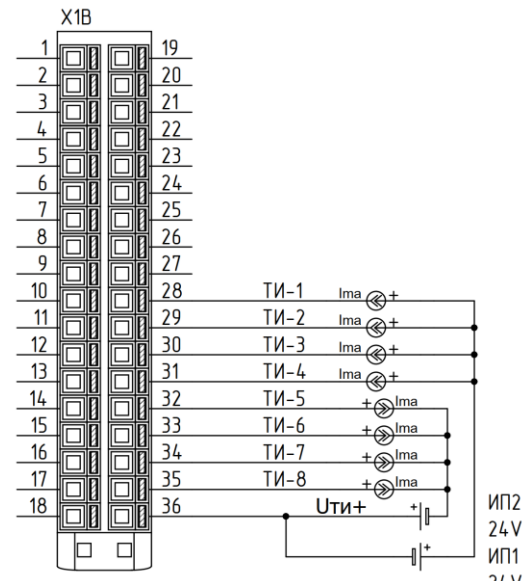 X1B
1 19
2 20
3 21
4 22
5 23
6 24
7 25
8 26
9 27
10 28 ТИ-1 Ima +
11 29 ТИ-2 Ima +
12 30 ТИ-3 Ima +
13 31 ТИ-4 Ima +
14 32 ТИ-5 + Ima
15 33 ТИ-6 + Ima
16 34 ТИ-7 + Ima
17 35 ТИ-8 + Ima
18 36 Uти+ + ИП2
24V
+ ИП1
24V